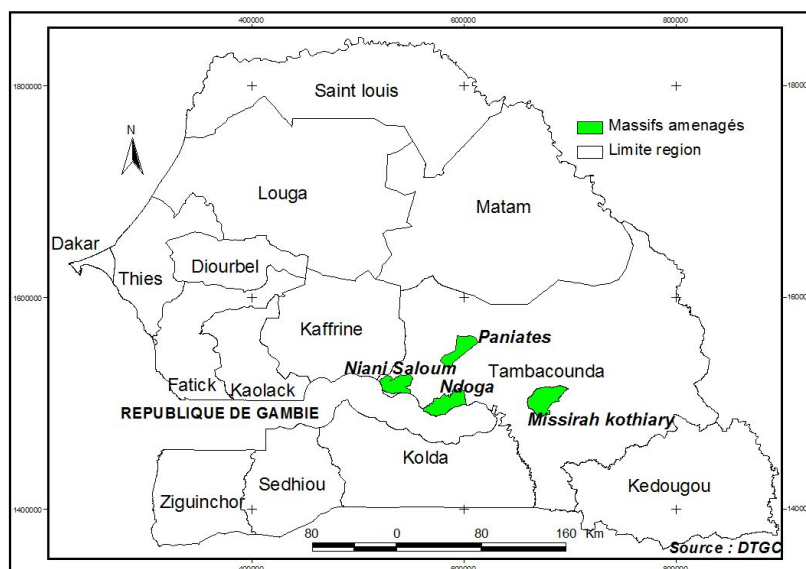 400000 600000 800000
1800000 1800000
Saint louis
N
Massifs amenagés
Limite region
Louga
Matam
Dakar
Diourbel
Thies
1600000 1600000
Kaffrine
Paniates
Niani Saloum
Tambacounda
Ndoga
Fatick
Kaolack
REPUBLIQUE DE GAMBIE
Missirah kothiary
Kolda
Sedhiou
Kedougou
Ziguinchor
1400000 1400000
80 0 80 160 Km
Source : DTGC
400000 600000 800000